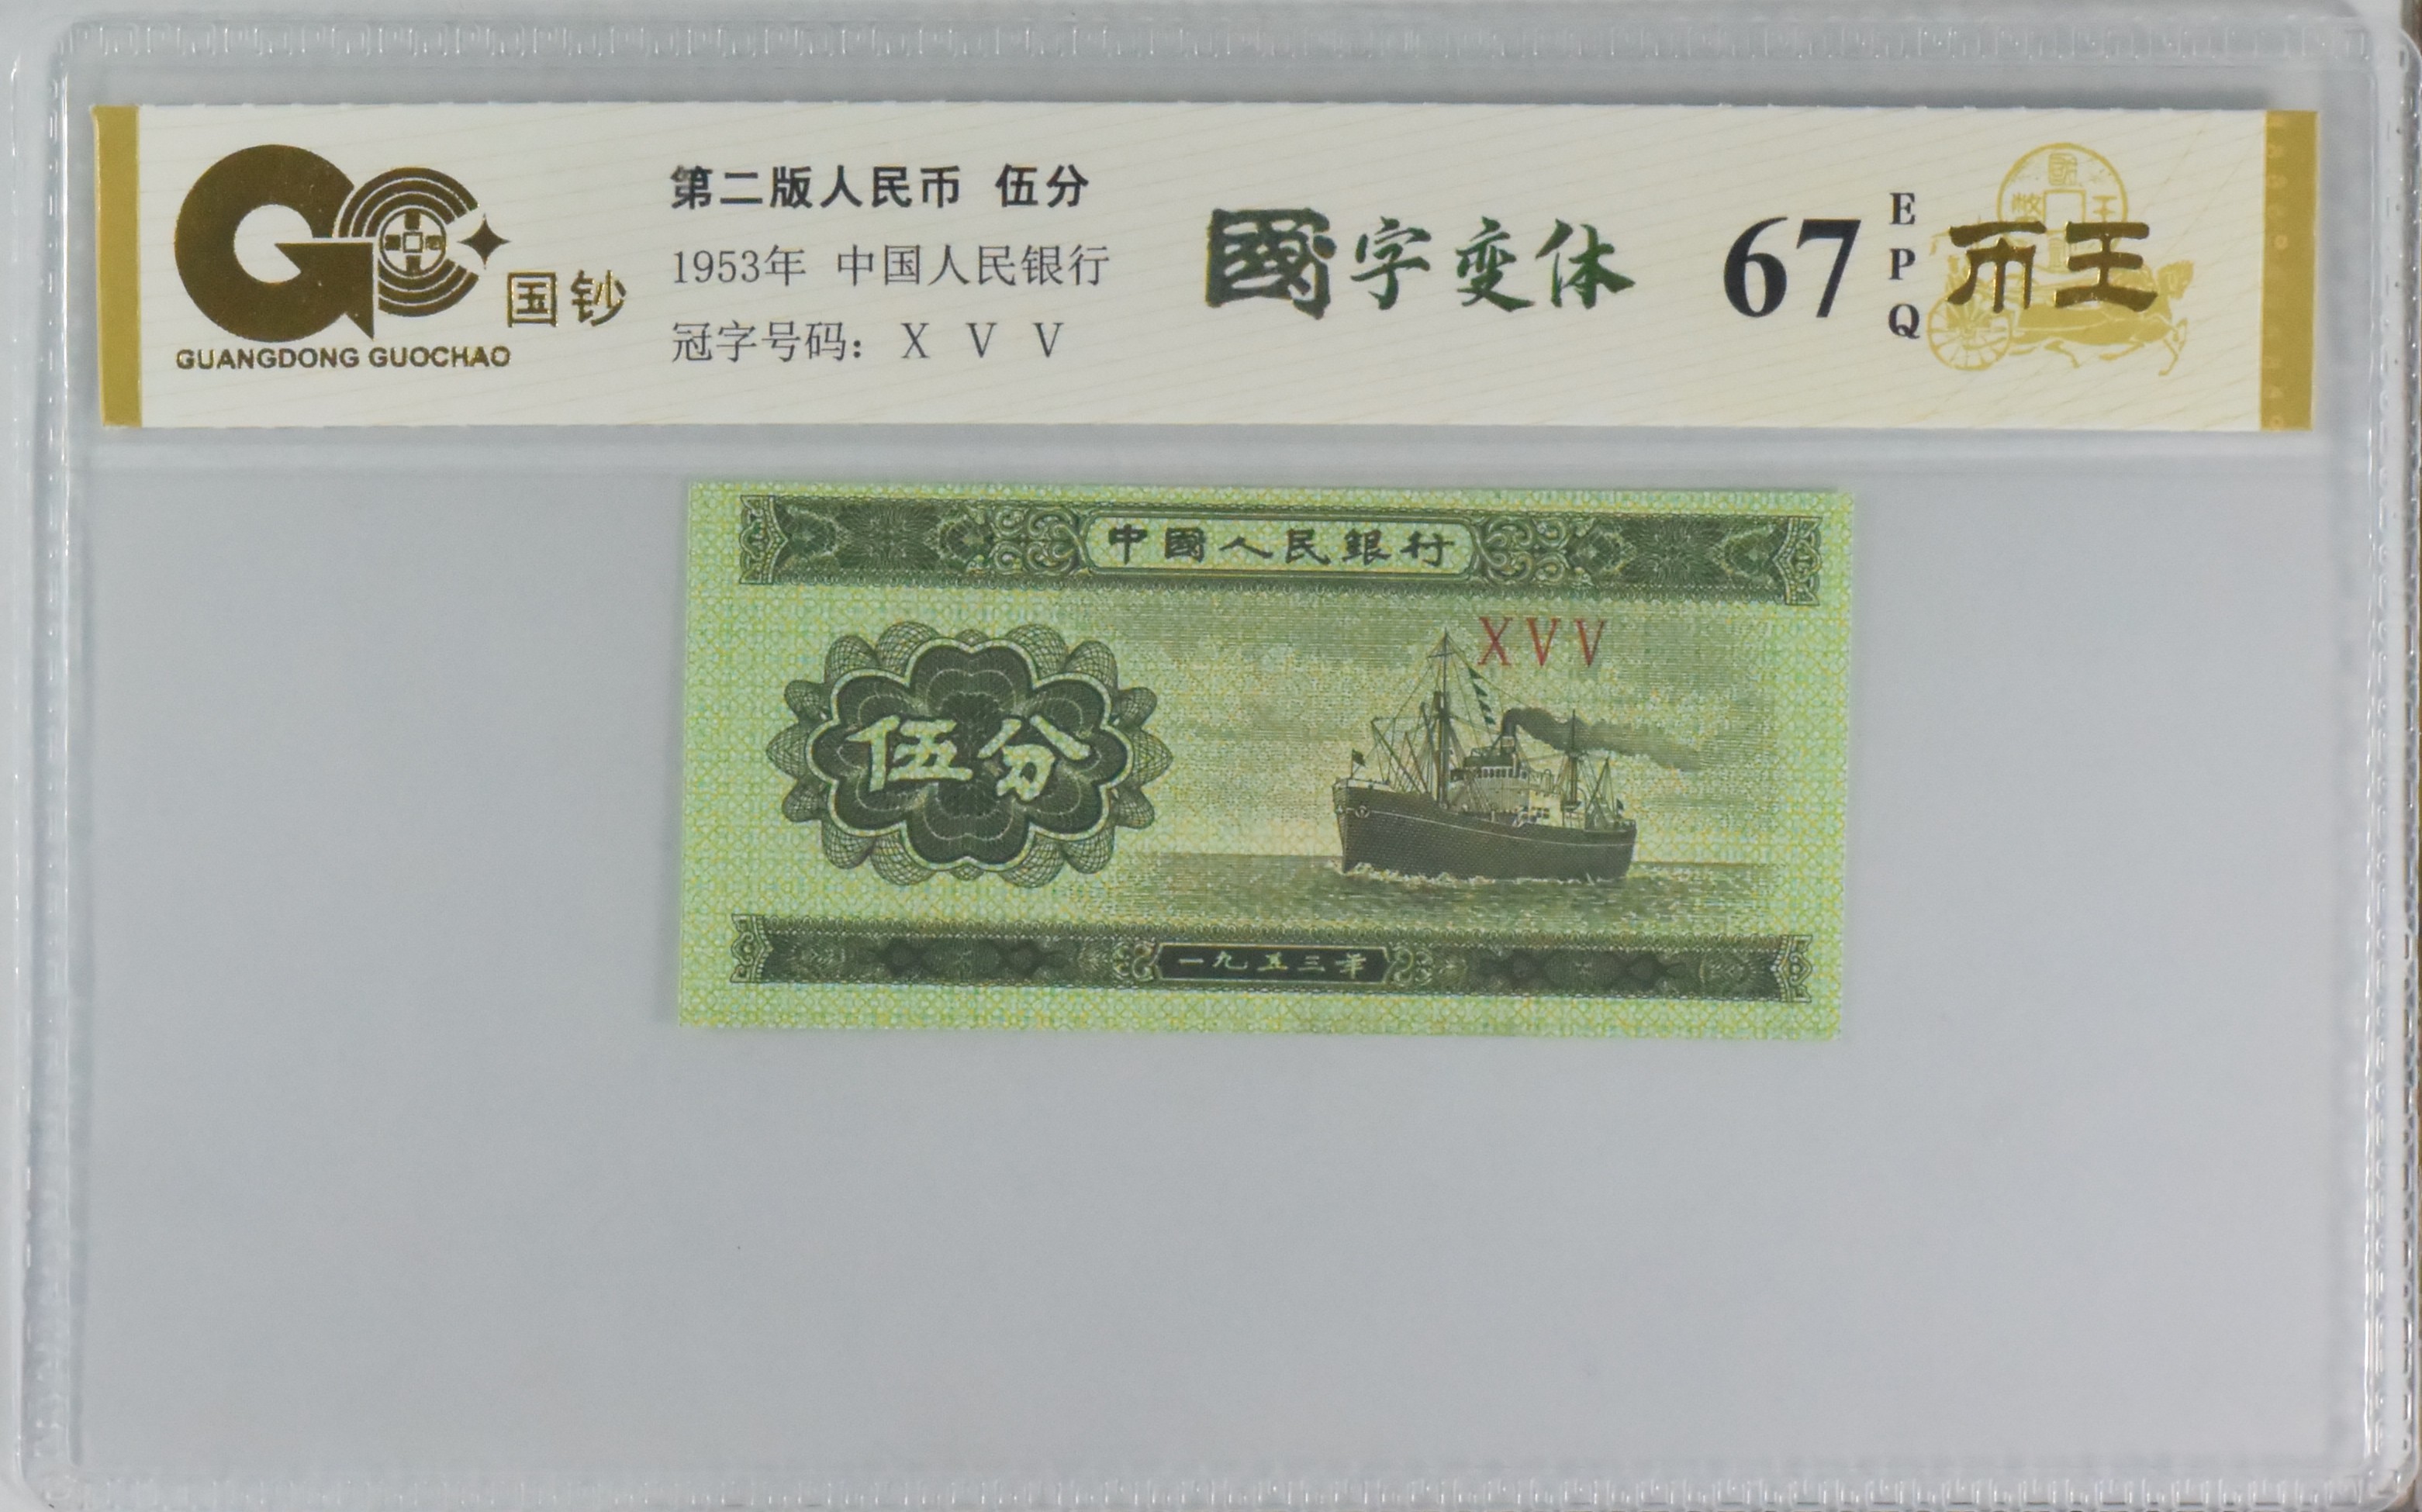 GC
国钞
GUANGDONG GUOCHAO
第二版人民币 伍分
1953年 中国人民银行
冠字号码: X V V
國字变体
67
EPQ
币王
中國人民銀行
XVV
伍分
一九五三年